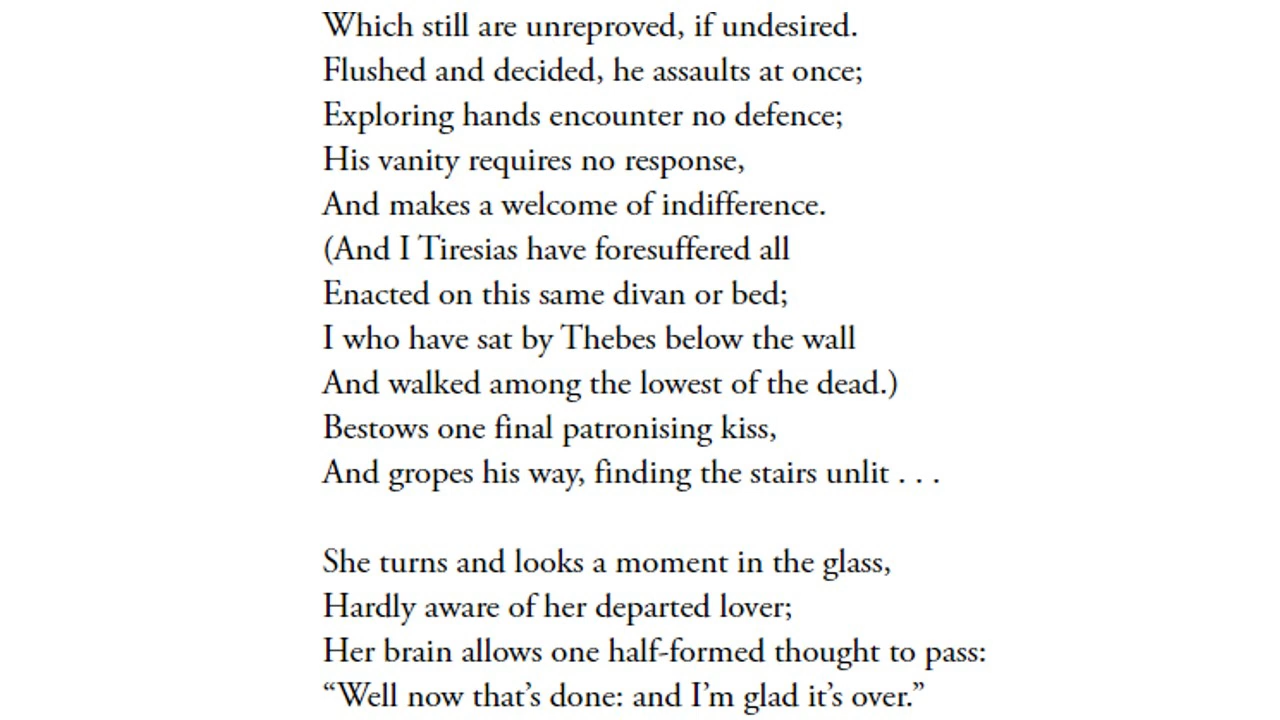 Which still are unreproved, if undesired.
Flushed and decided, he assaults at once;
Exploring hands encounter no defence;
His vanity requires no response,
And makes a welcome of indifference.
(And I Tiresias have foresuffered all
Enacted on this same divan or bed;
I who have sat by Thebes below the wall
And walked among the lowest of the dead.)
Bestows one final patronising kiss,
And gropes his way, finding the stairs unlit . . .

She turns and looks a moment in the glass,
Hardly aware of her departed lover;
Her brain allows one half-formed thought to pass:
“Well now that’s done: and I’m glad it’s over.”